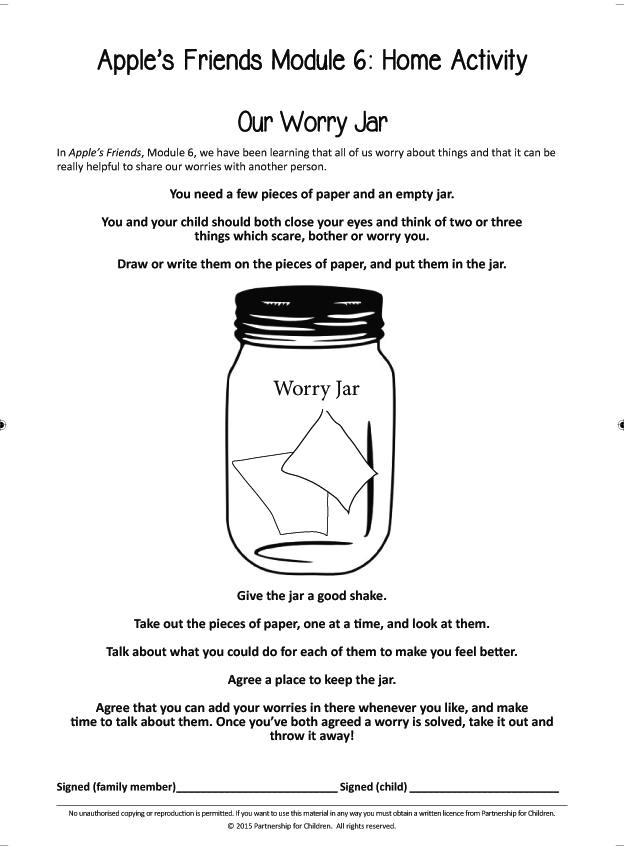 Apple's Friends Module 6: Home Activity
Our Worry Jar
In Apple's Friends, Module 6, we have been learning that all of us worry about things and that it can be
really helpful to share our worries with another person.
You need a few pieces of paper and an empty jar.
You and your child should both close your eyes and think of two or three
things which scare, bother or worry you.
Draw or write them on the pieces of paper, and put them in the jar.
Worry Jar
Give the jar a good shake.
Take out the pieces of paper, one at a time, and look at them.
Talk about what you could do for each of them to make you feel better.
Agree a place to keep the jar.
Agree that you can add your worries in there whenever you like, and make
time to talk about them. Once you've both agreed a worry is solved, take it out and
throw it away!
Signed (family member)__________________________ Signed (child) ________________________
No unauthorised copying or reproduction is permitted. If you want to use this material in any way you must obtain a written licence from Partnership for Children.
© 2015 Partnership for Children. All rights reserved.